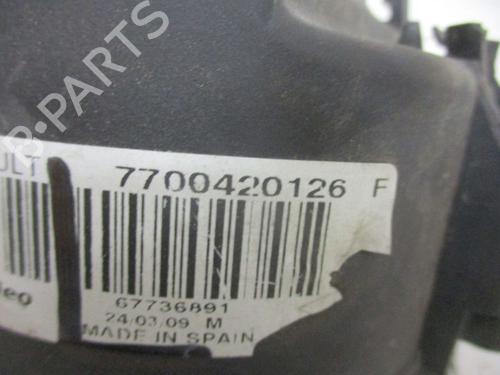 B-PARTS
ULT 7700420126 F
leo
67736891
24/03/09 M
MADE IN SPAIN